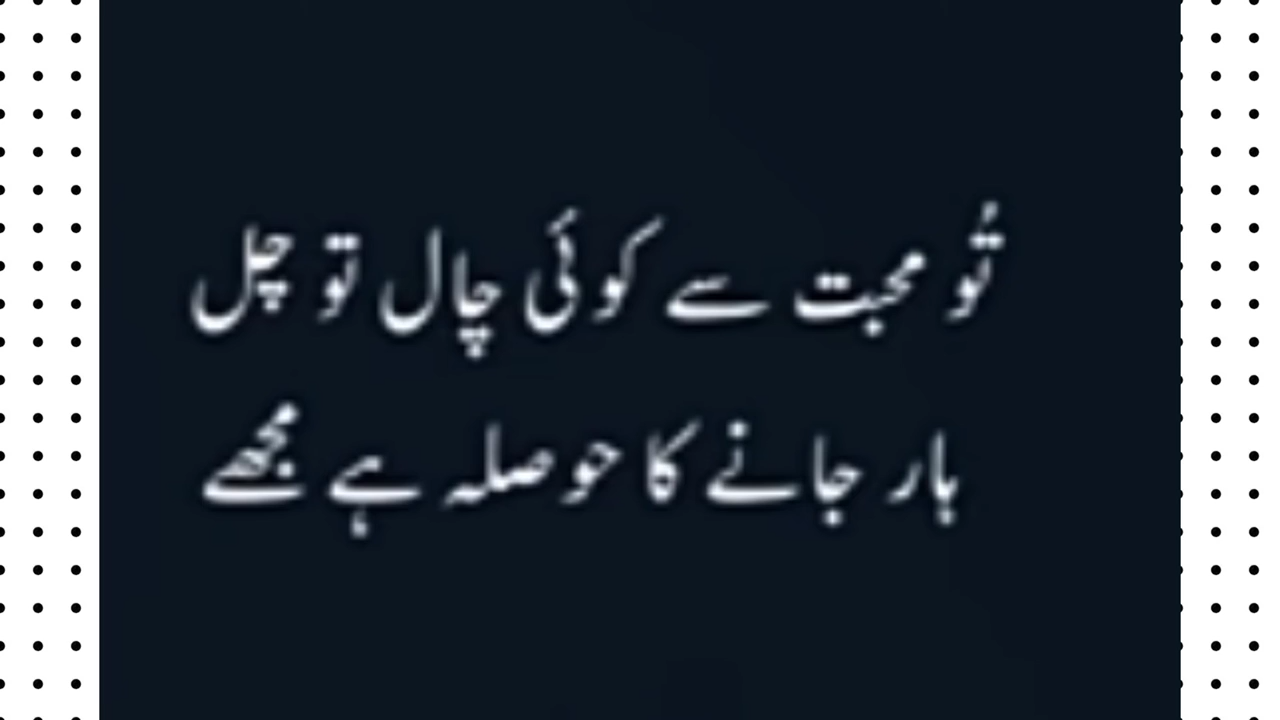 تُو محبت سے کوئی چال تو چل
ہار جانے کا حوصلہ ہے مجھے